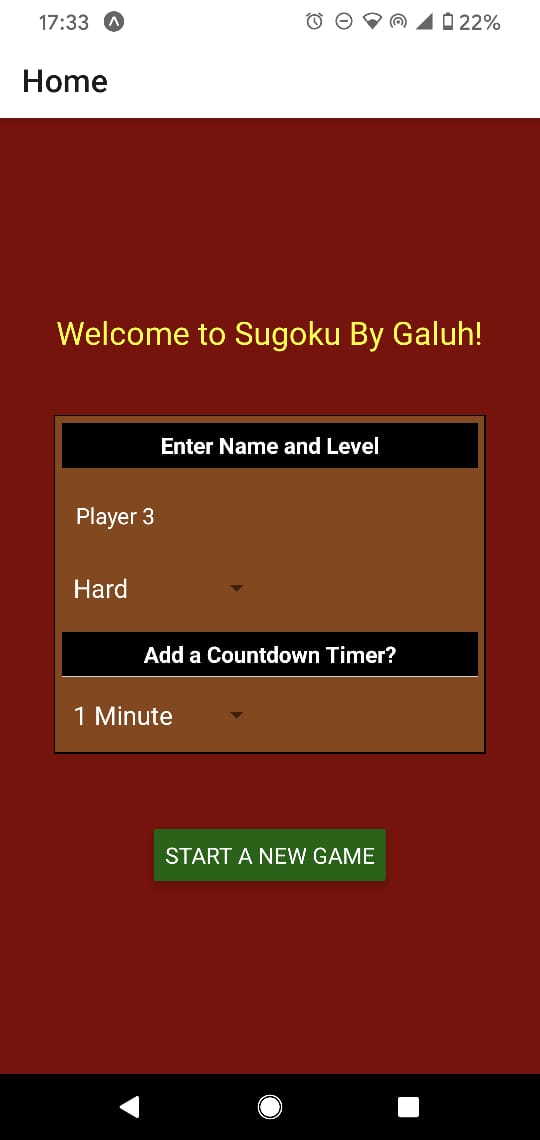 17:33
22%
Home
Welcome to Sugoku By Galuh!
Enter Name and Level
Player 3
Hard
Add a Countdown Timer?
1 Minute
START A NEW GAME